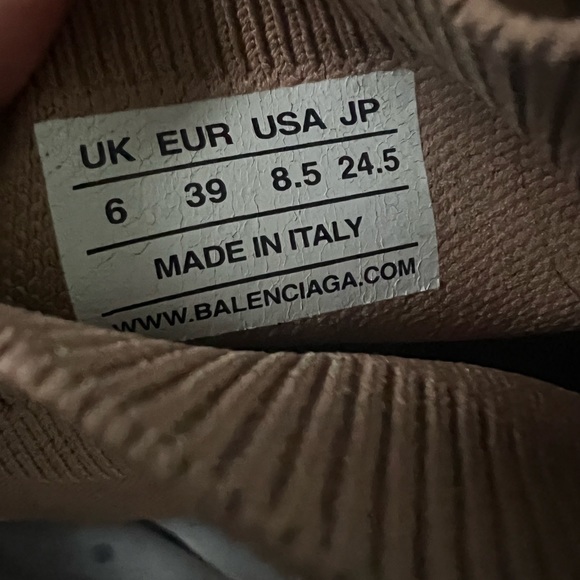 UK EUR USA JP
6 39 8.5 24.5
MADE IN ITALY
WWW.BALENCIAGA.COM